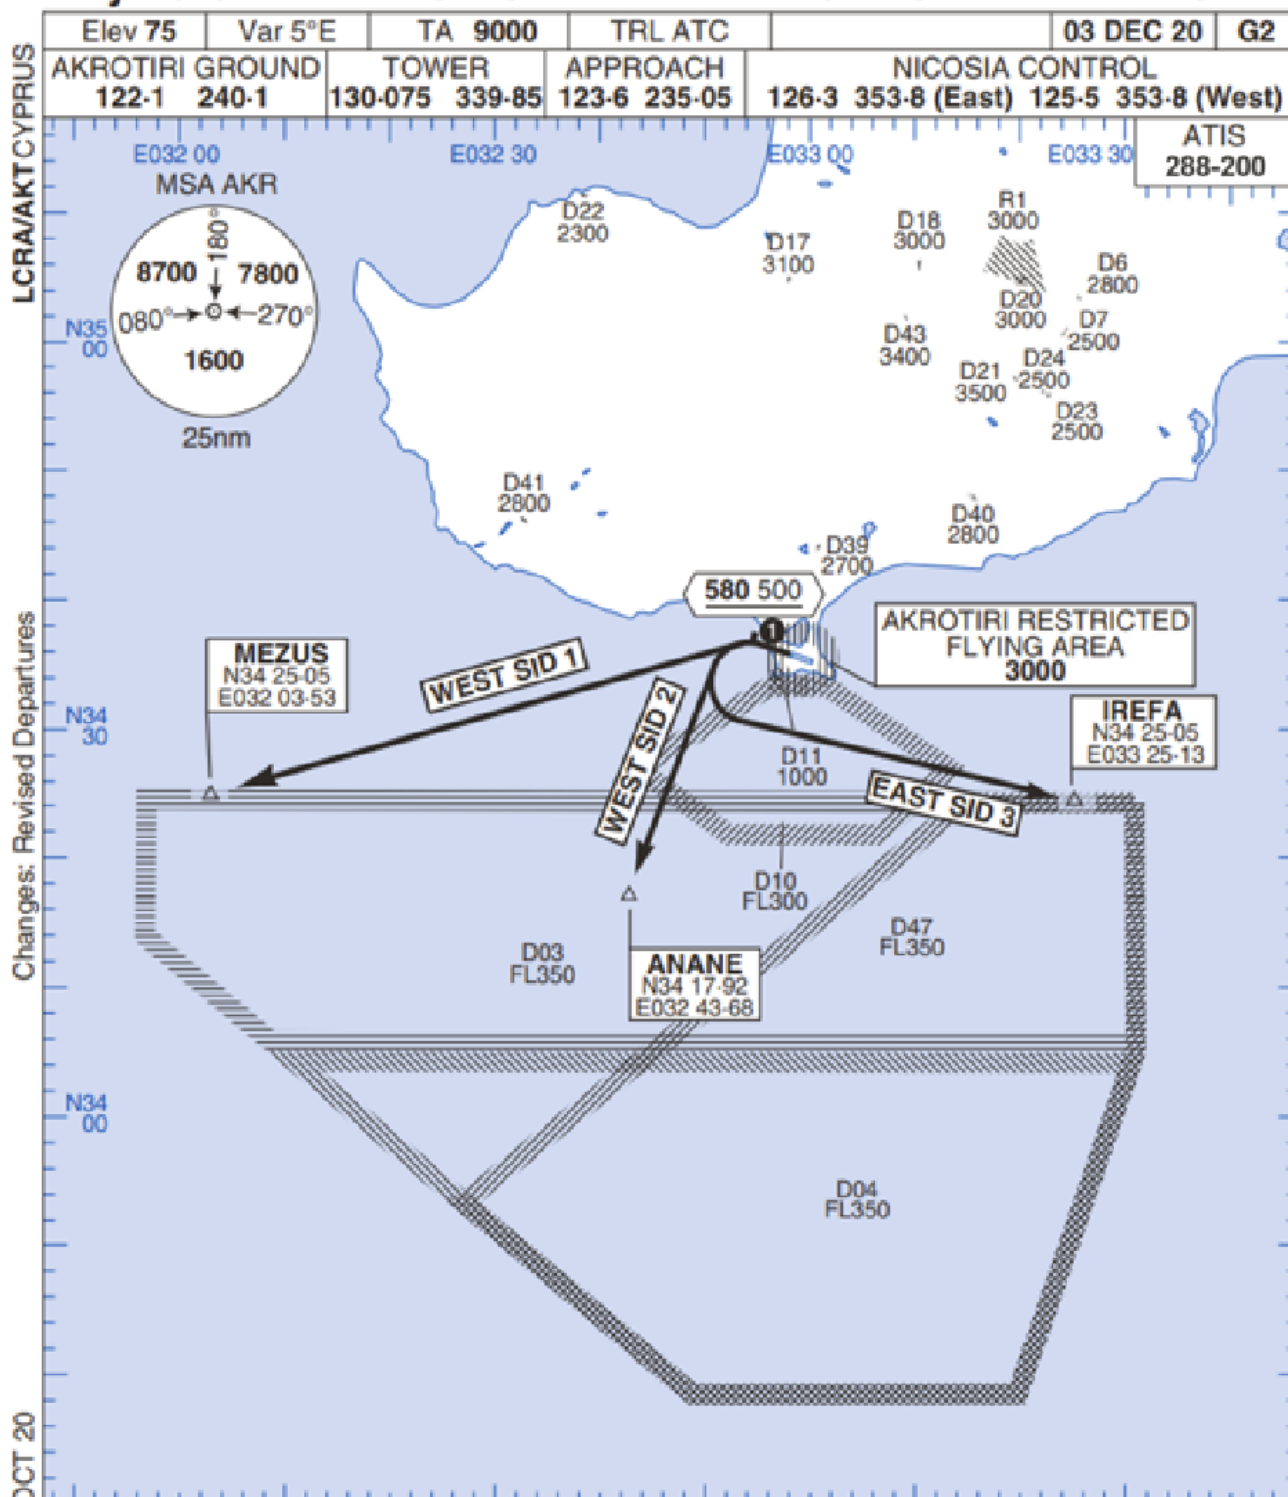 Elev 75 Var 5°E TA 9000 TRL ATC 03 DEC 20 G2
AKROTIRI GROUND TOWER APPROACH NICOSIA CONTROL
122·1 240·1 130·075 339·85 123·6 235·05 126·3 353·8 (East) 125·5 353·8 (West)
LCRA/AKT CYPRUS
ATIS
288·200
E032 00 E032 30 E033 00 E033 30
MSA AKR
180°
8700 7800
080° 270°
1600
25nm
D22
2300
D17
3100
D18
3000
R1
3000
D6
2800
D20
3000
D7
2500
D43
3400
D24
2500
D21
3500
D23
2500
N35
00
D41
2800
D40
2800
D39
2700
580 500
1
AKROTIRI RESTRICTED
FLYING AREA
3000
MEZUS
N34 25·05
E032 03·53
WEST SID 1
WEST SID 2
EAST SID 3
IREFA
N34 25·05
E033 25·13
N34
30
D11
1000
D10
FL300
D47
FL350
D03
FL350
ANANE
N34 17·92
E032 43·68
N34
00
D04
FL350
Changes: Revised Departures
OCT 20